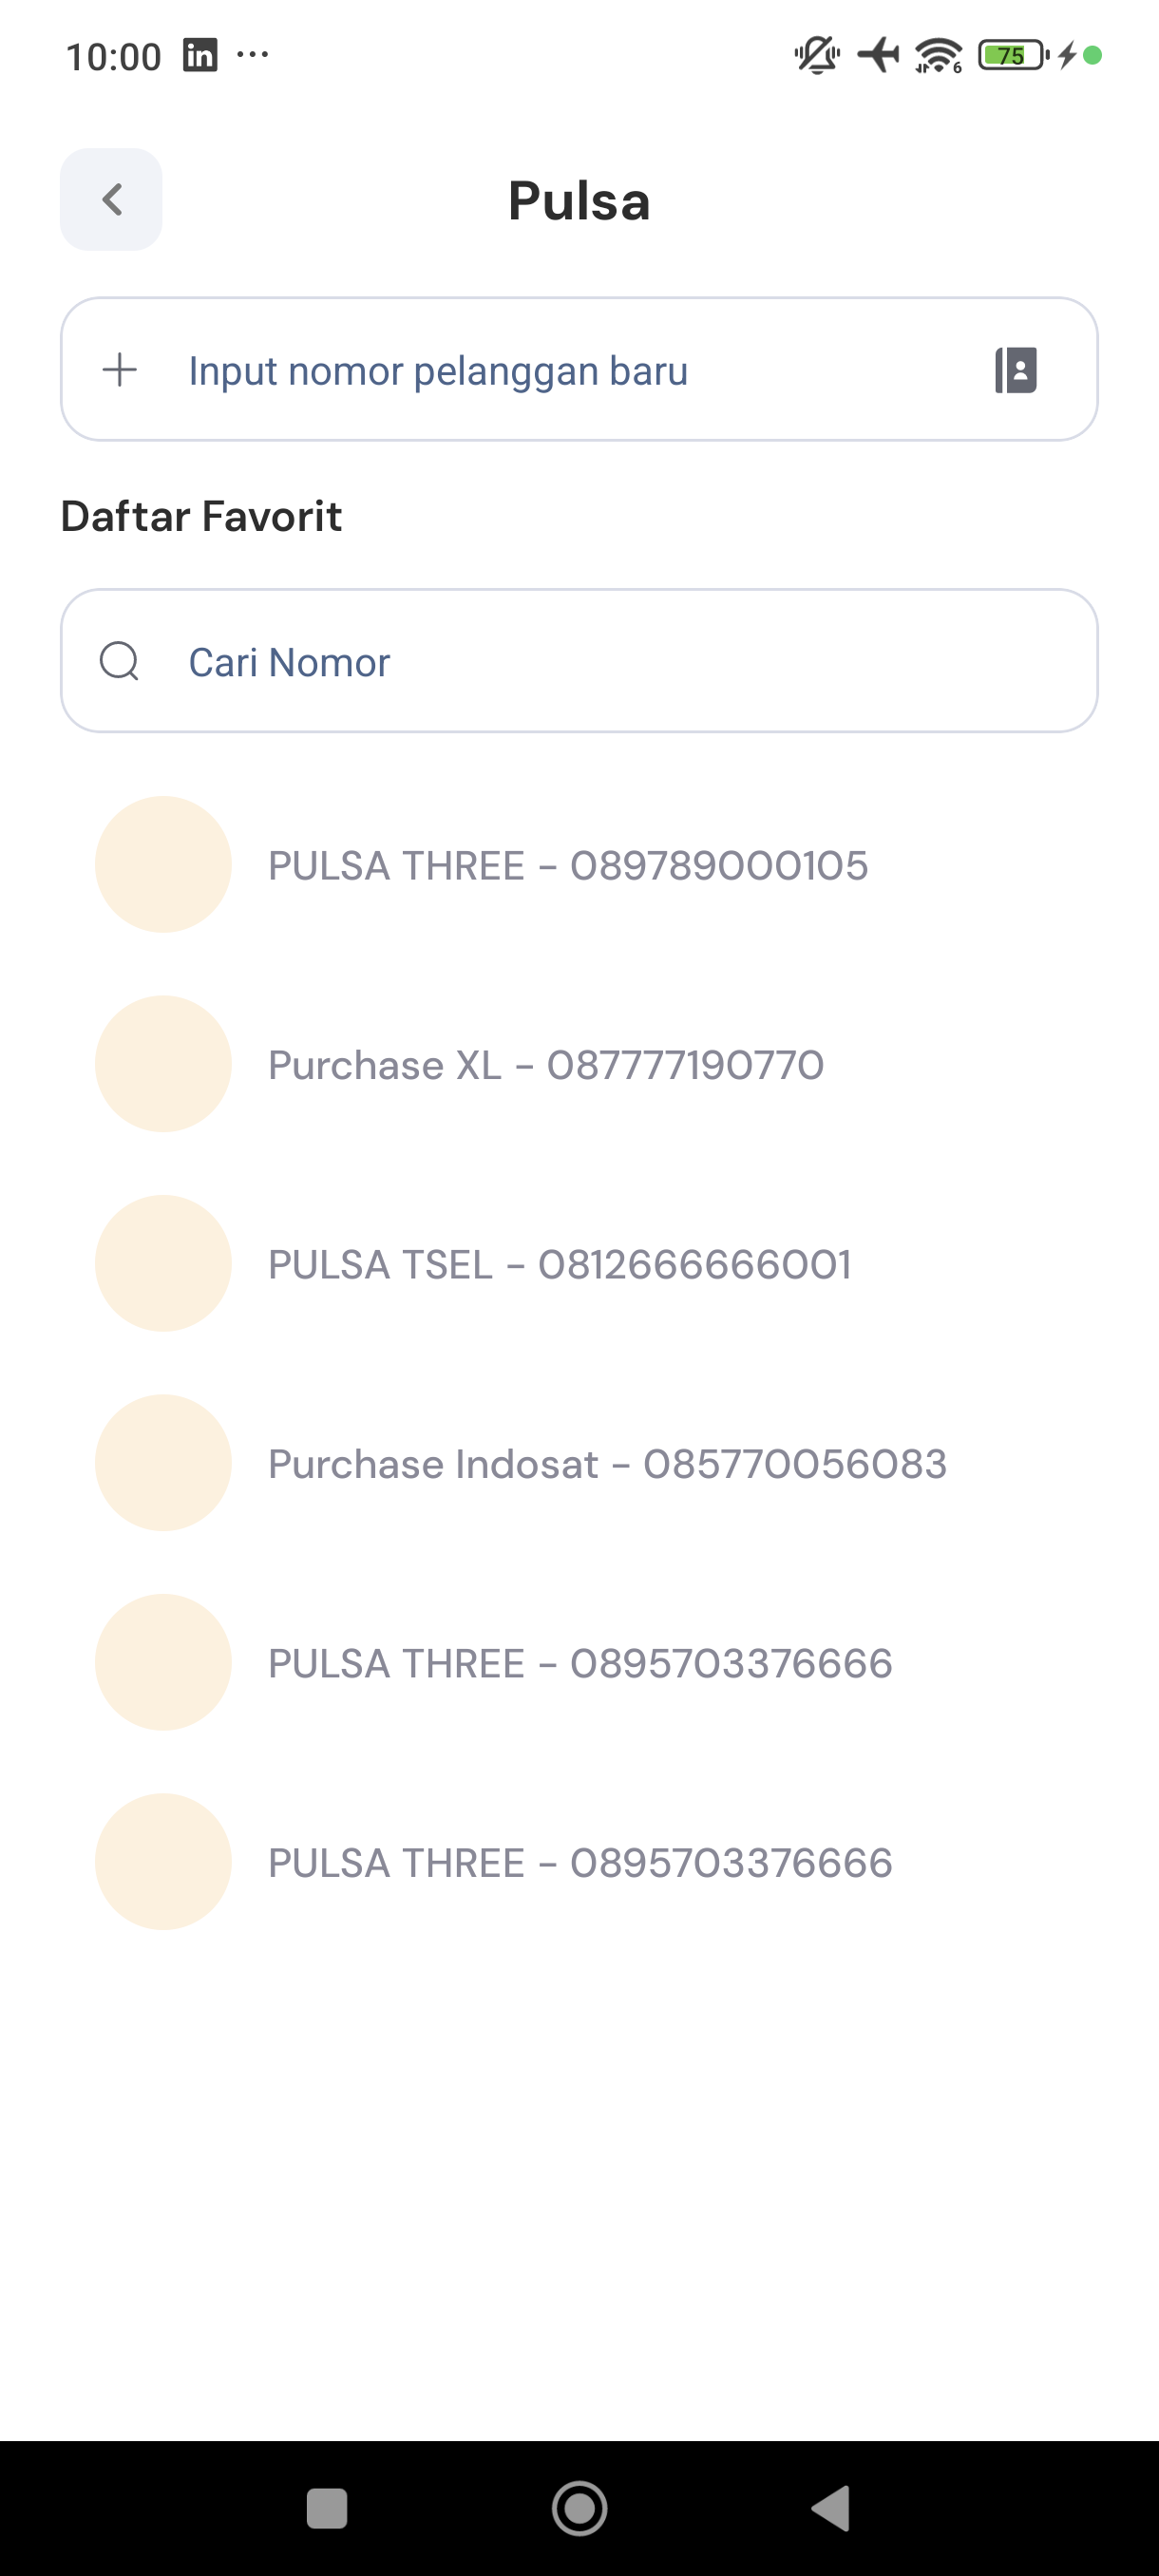 10:00 in ... 6 75
Pulsa
Input nomor pelanggan baru
Daftar Favorit
Cari Nomor
PULSA THREE - 089789000105
Purchase XL - 087777190770
PULSA TSEL - 0812666666001
Purchase Indosat - 085770056083
PULSA THREE - 0895703376666
PULSA THREE - 0895703376666